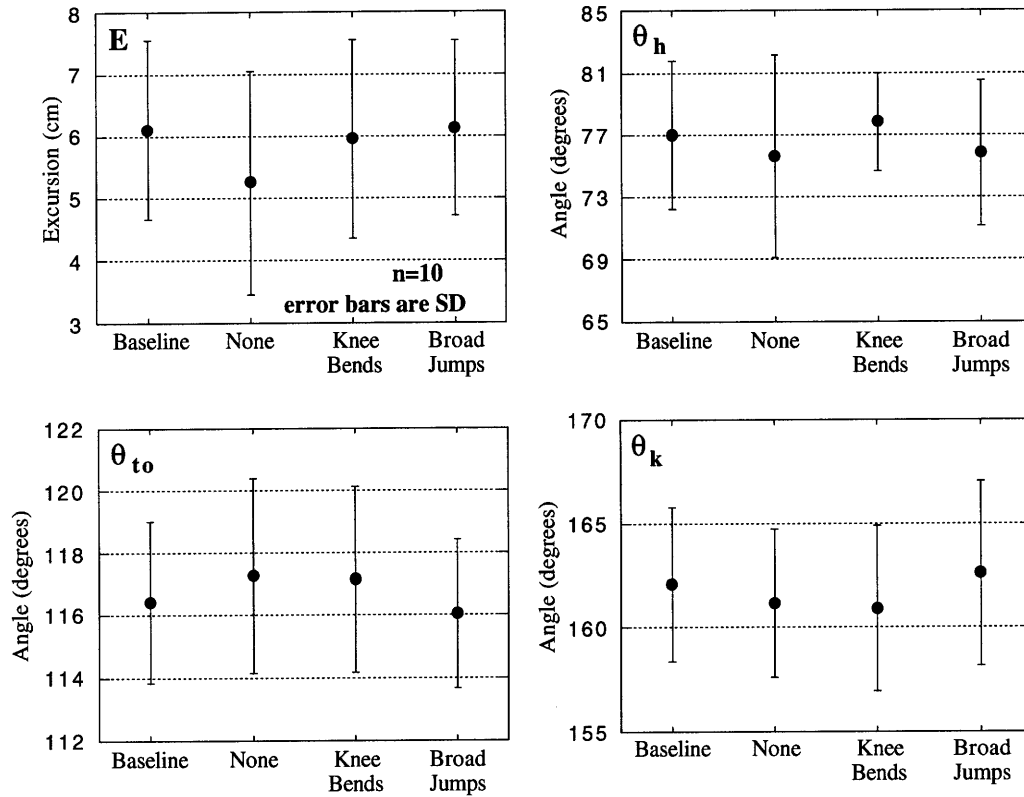 E
Excursion (cm)
8
7
6
5
4
3
n=10
error bars are SD
Baseline
None
Knee
Bends
Broad
Jumps
θh
Angle (degrees)
85
81
77
73
69
65
Baseline
None
Knee
Bends
Broad
Jumps
θto
Angle (degrees)
122
120
118
116
114
112
Baseline
None
Knee
Bends
Broad
Jumps
θk
Angle (degrees)
170
165
160
155
Baseline
None
Knee
Bends
Broad
Jumps